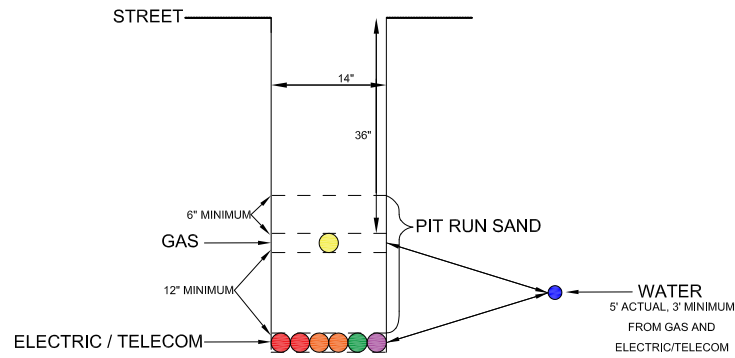 STREET
14"
36"
6" MINIMUM
GAS
PIT RUN SAND
12" MINIMUM
WATER
5' ACTUAL, 3' MINIMUM
FROM GAS AND
ELECTRIC/TELECOM
ELECTRIC / TELECOM